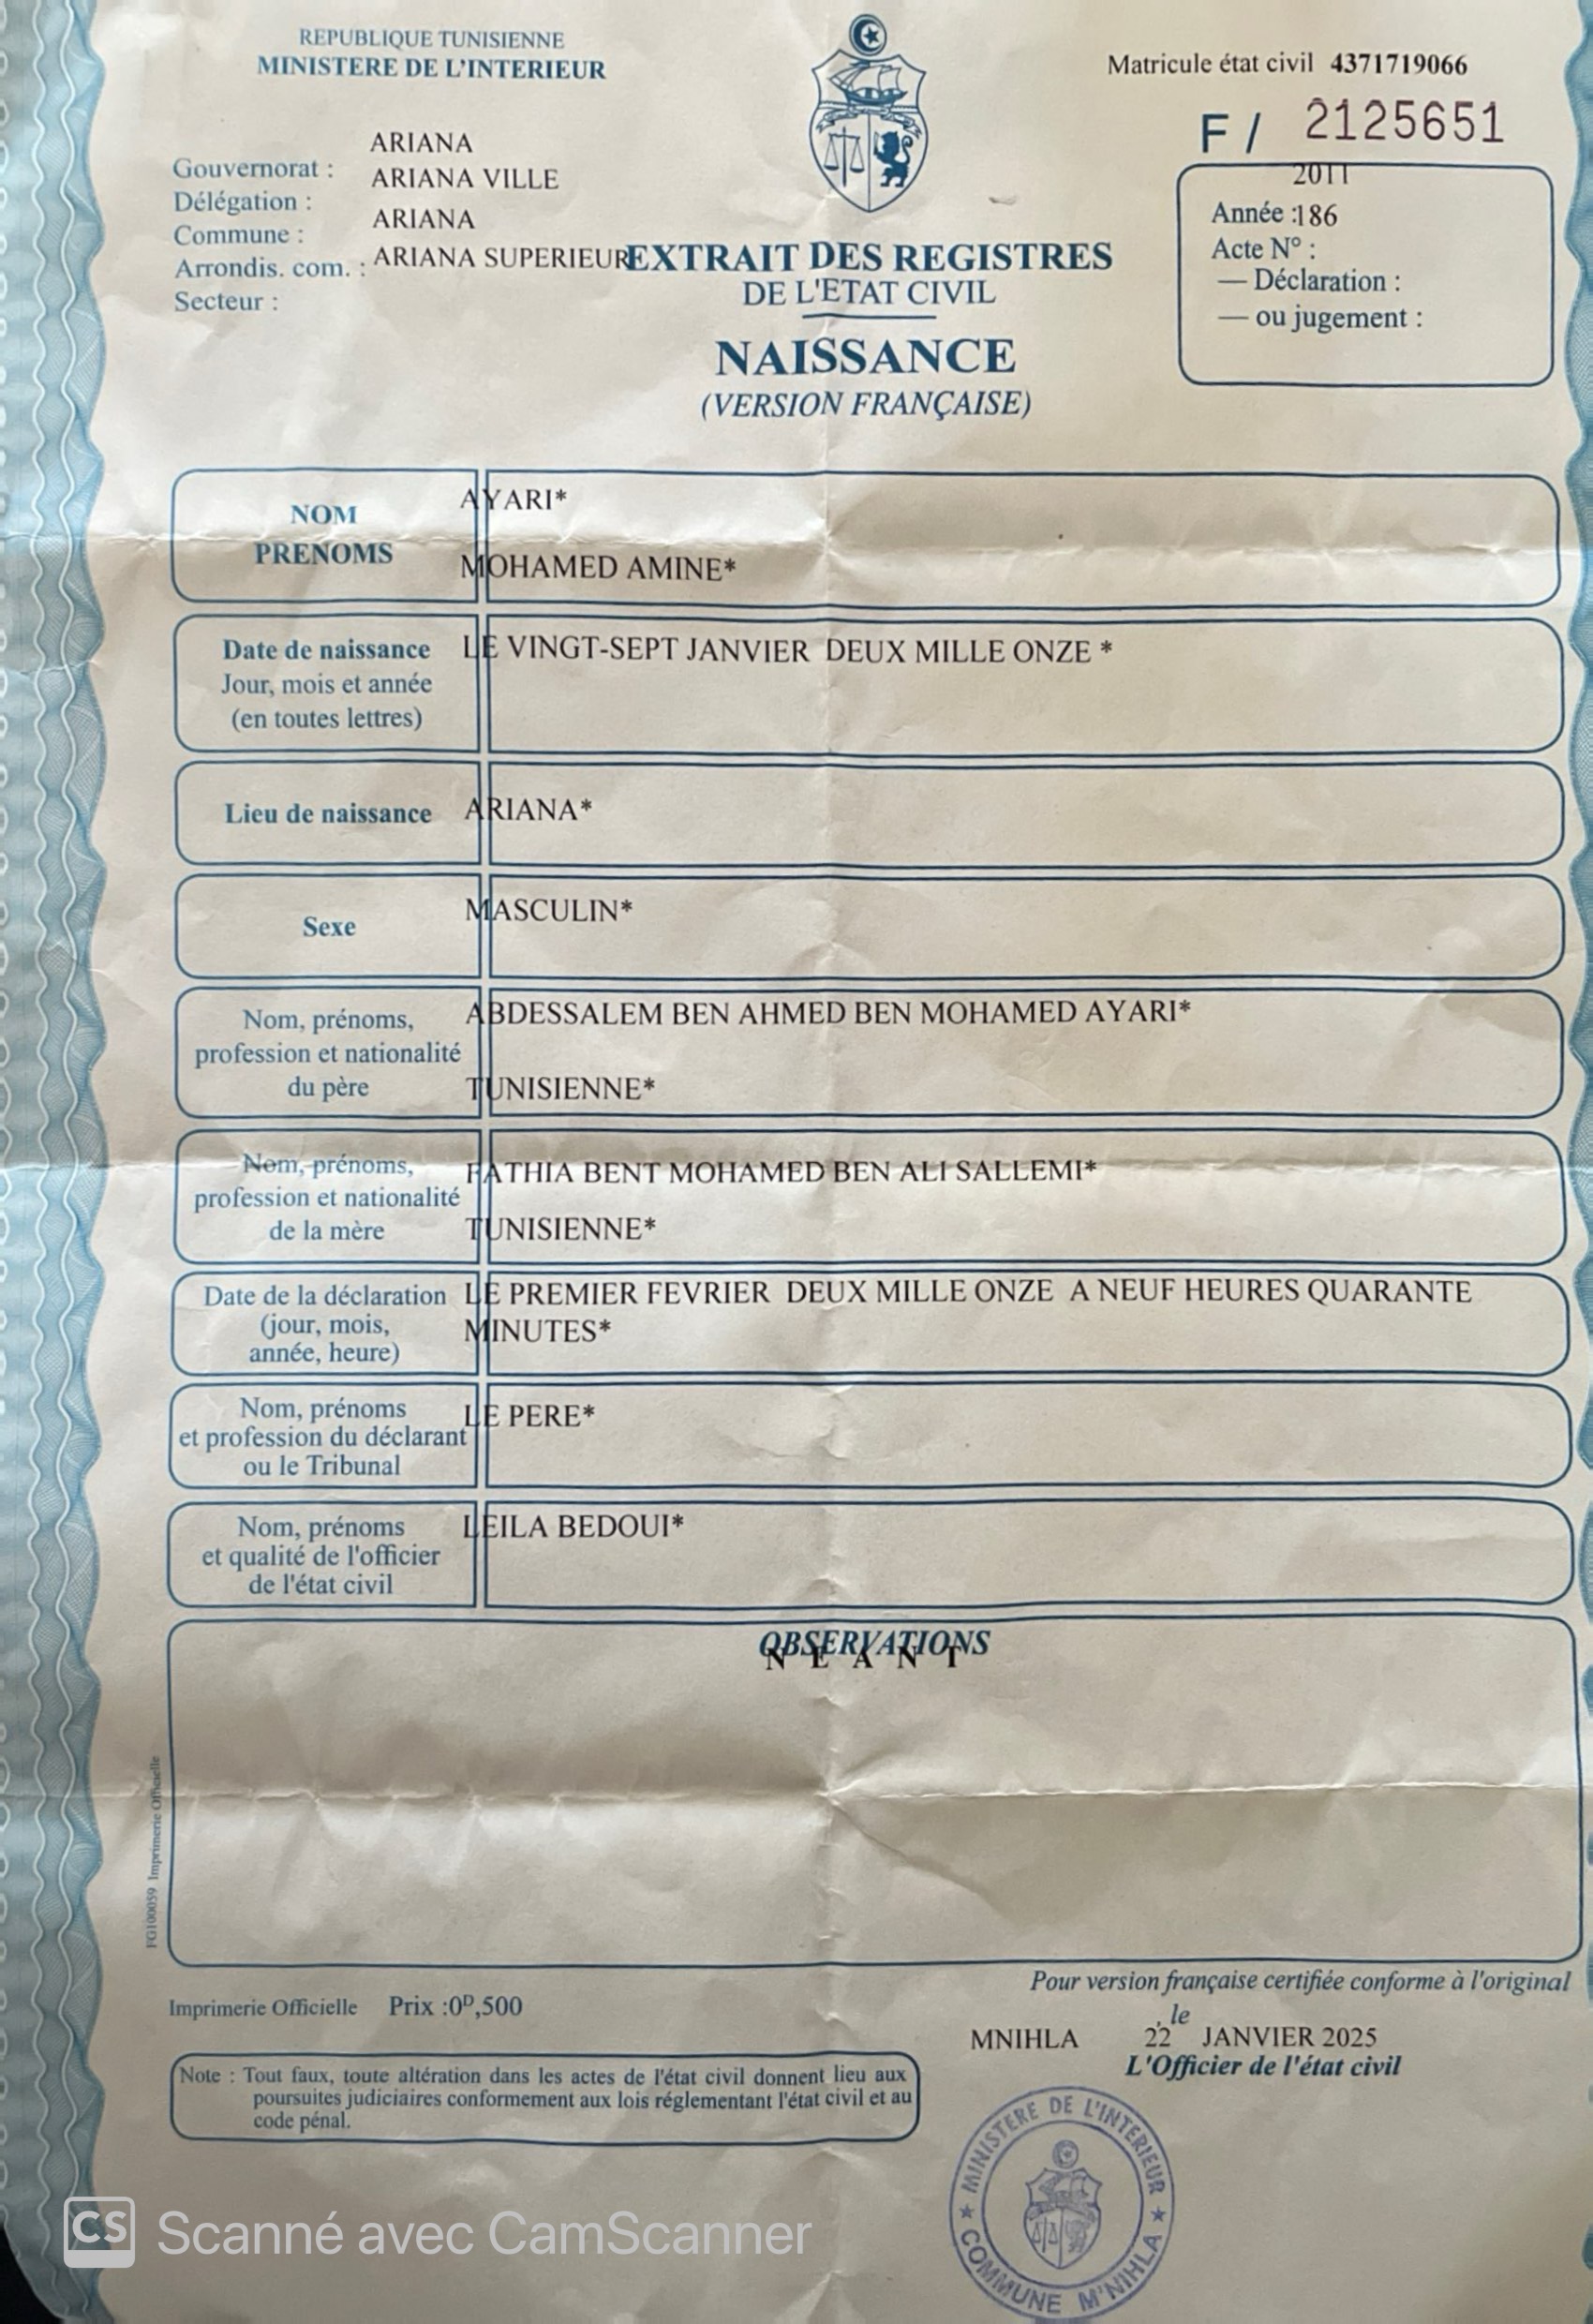 REPUBLIQUE TUNISIENNE
MINISTERE DE L'INTERIEUR
Matricule état civil 4371719066
F / 2125651
ARIANA
Gouvernorat :
ARIANA VILLE
Délégation :
ARIANA
Commune :
ARIANA SUPERIEUR
Arrondis. com. :
Secteur :
2011
Année :186
Acte N° :
— Déclaration :
— ou jugement :
EXTRAIT DES REGISTRES
DE L'ETAT CIVIL
NAISSANCE
(VERSION FRANÇAISE)
NOM
AYARI*
PRENOMS
MOHAMED AMINE*
Date de naissance
LE VINGT-SEPT JANVIER DEUX MILLE ONZE *
Jour, mois et année
(en toutes lettres)
Lieu de naissance
ARIANA*
Sexe
MASCULIN*
Nom, prénoms,
profession et nationalité
du père
ABDESSALEM BEN AHMED BEN MOHAMED AYARI*
TUNISIENNE*
Nom, prénoms,
profession et nationalité
de la mère
FATHIA BENT MOHAMED BEN ALI SALLEMI*
TUNISIENNE*
Date de la déclaration
(jour, mois,
année, heure)
LE PREMIER FEVRIER DEUX MILLE ONZE A NEUF HEURES QUARANTE
MINUTES*
Nom, prénoms
et profession du déclarant
ou le Tribunal
LE PERE*
Nom, prénoms
et qualité de l'officier
de l'état civil
LEILA BEDOUI*
OBSERVATIONS
N E A N T
FG100059 Imprimerie Officielle
Imprimerie Officielle Prix :0D,500
Pour version française certifiée conforme à l'original
, le
MNIHLA 22 JANVIER 2025
L'Officier de l'état civil
Note : Tout faux, toute altération dans les actes de l'état civil donnent lieu aux
poursuites judiciaires conformement aux lois réglementant l'état civil et au
code pénal.
MINISTERE DE L'INTERIEUR
COMMUNE M'NIHLA
CS Scanné avec CamScanner